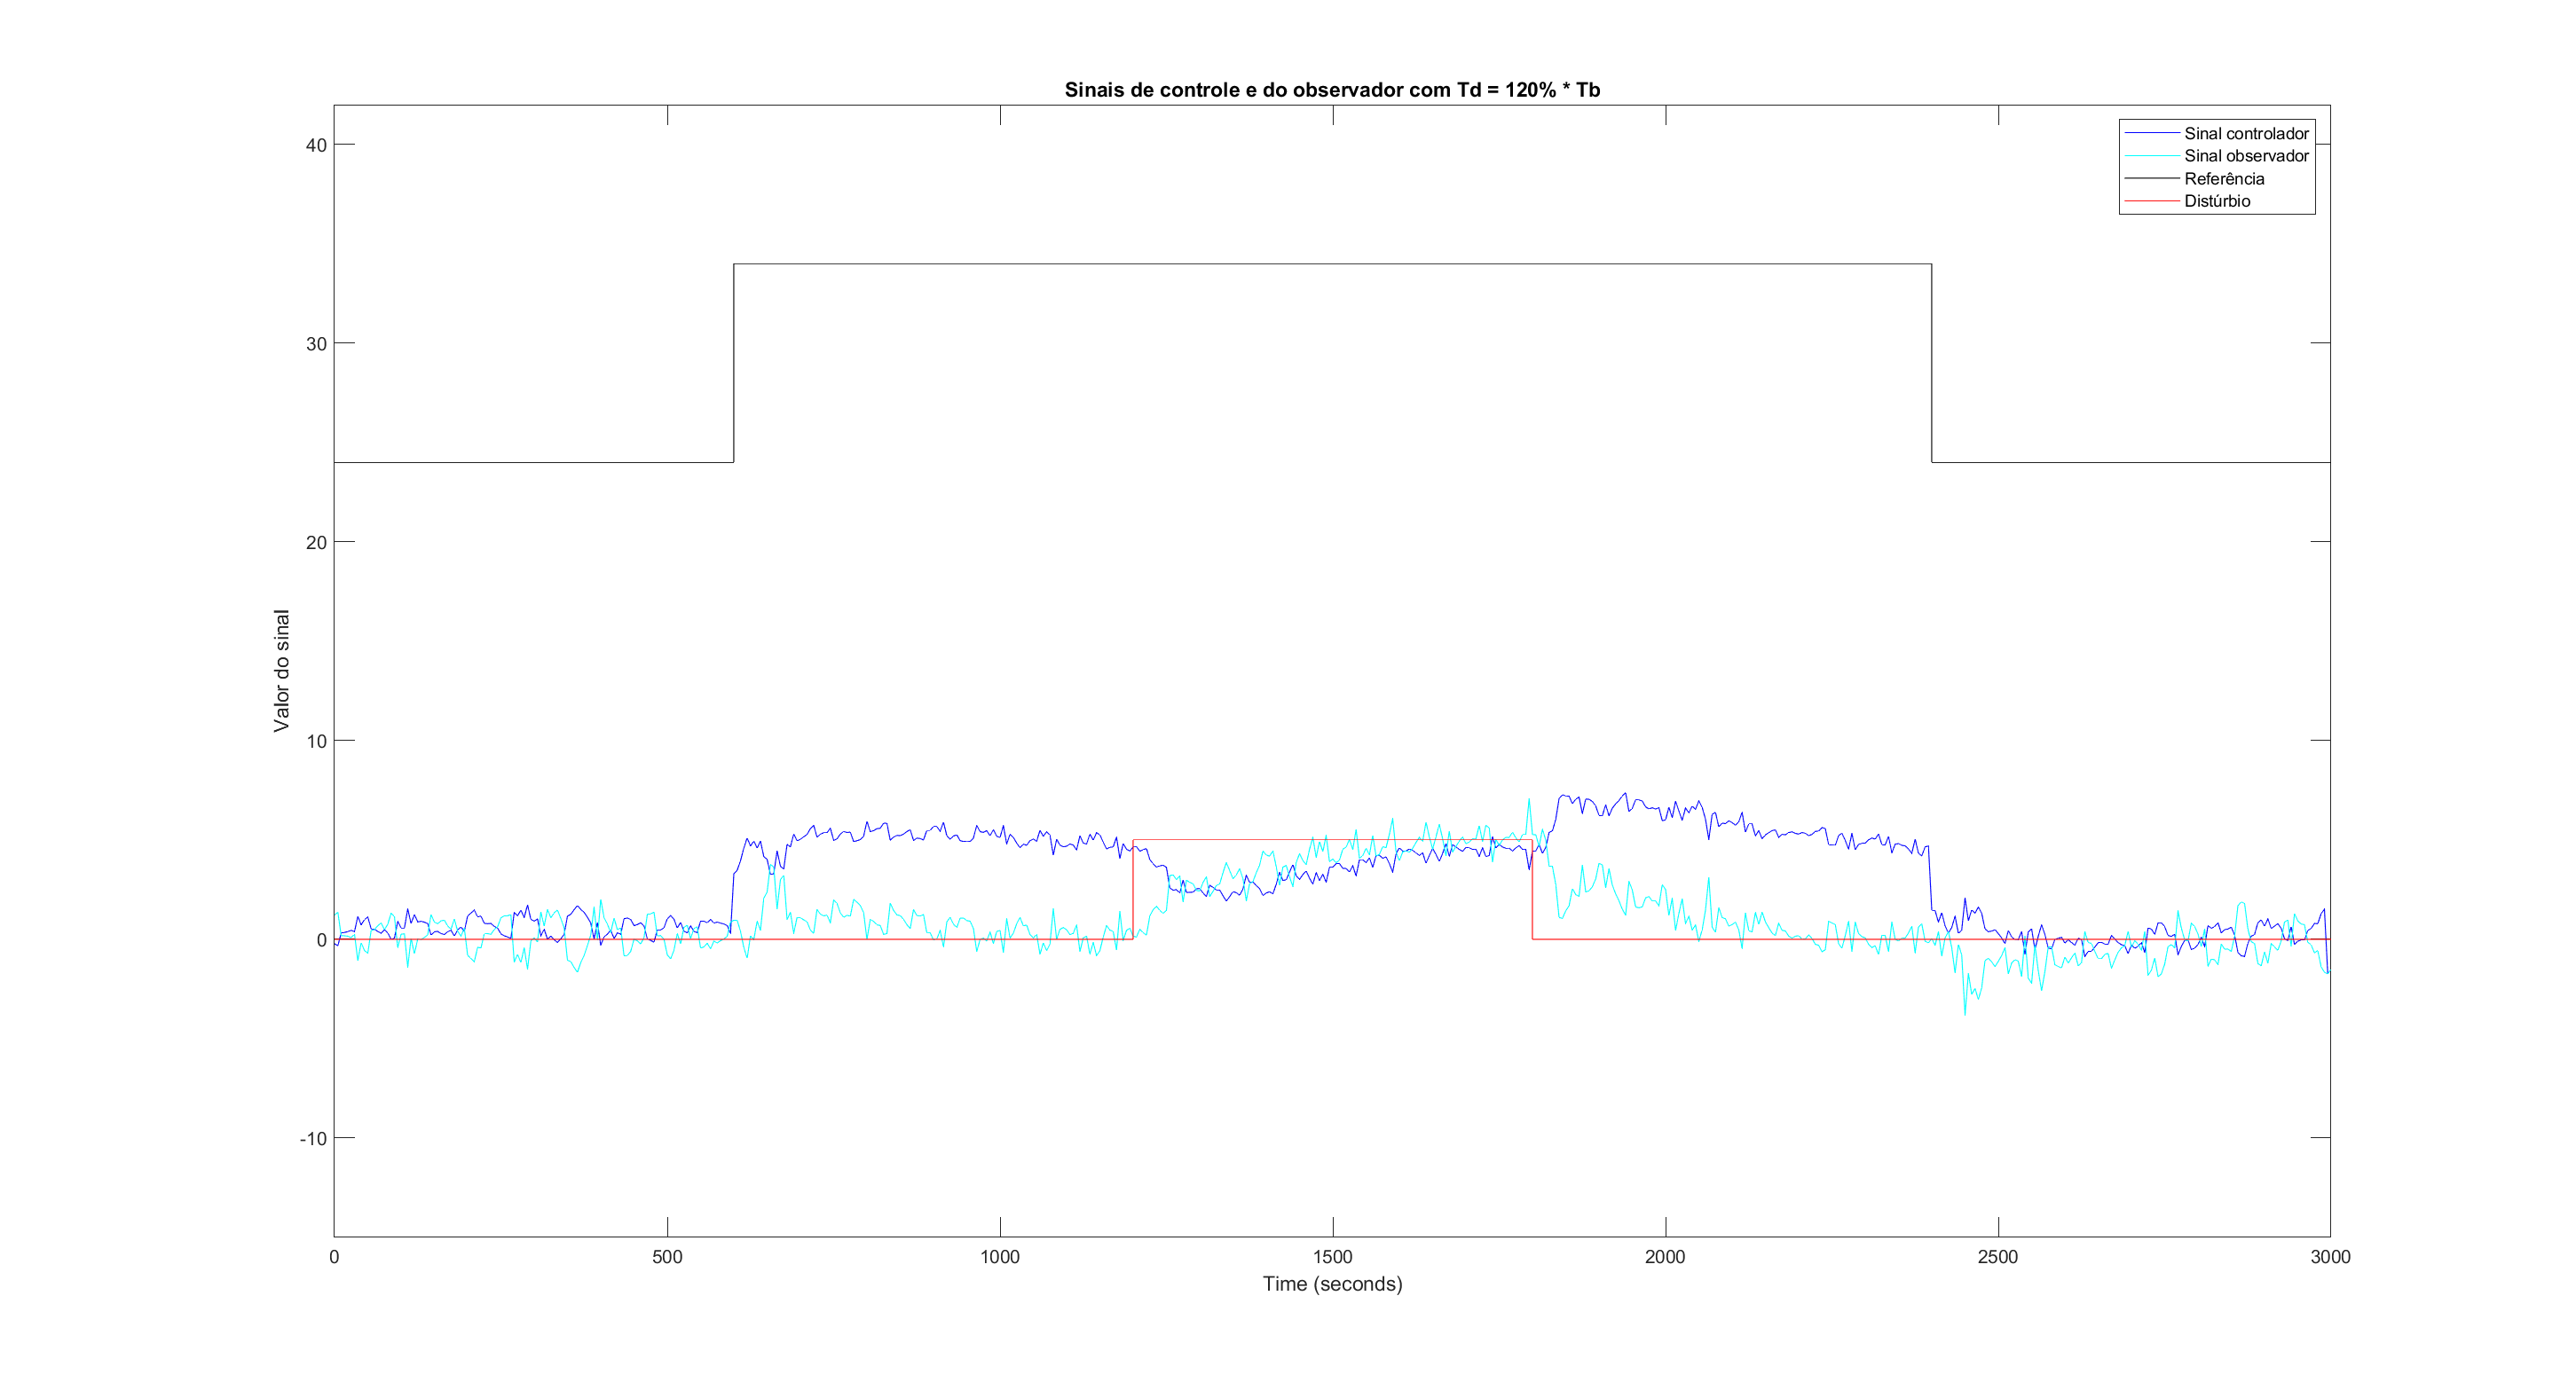 Sinais de controle e do observador com Td = 120% * Tb
Sinal controlador
Sinal observador
Referência
Distúrbio
40
30
20
10
0
-10
Valor do sinal
0 500 1000 1500 2000 2500 3000
Time (seconds)